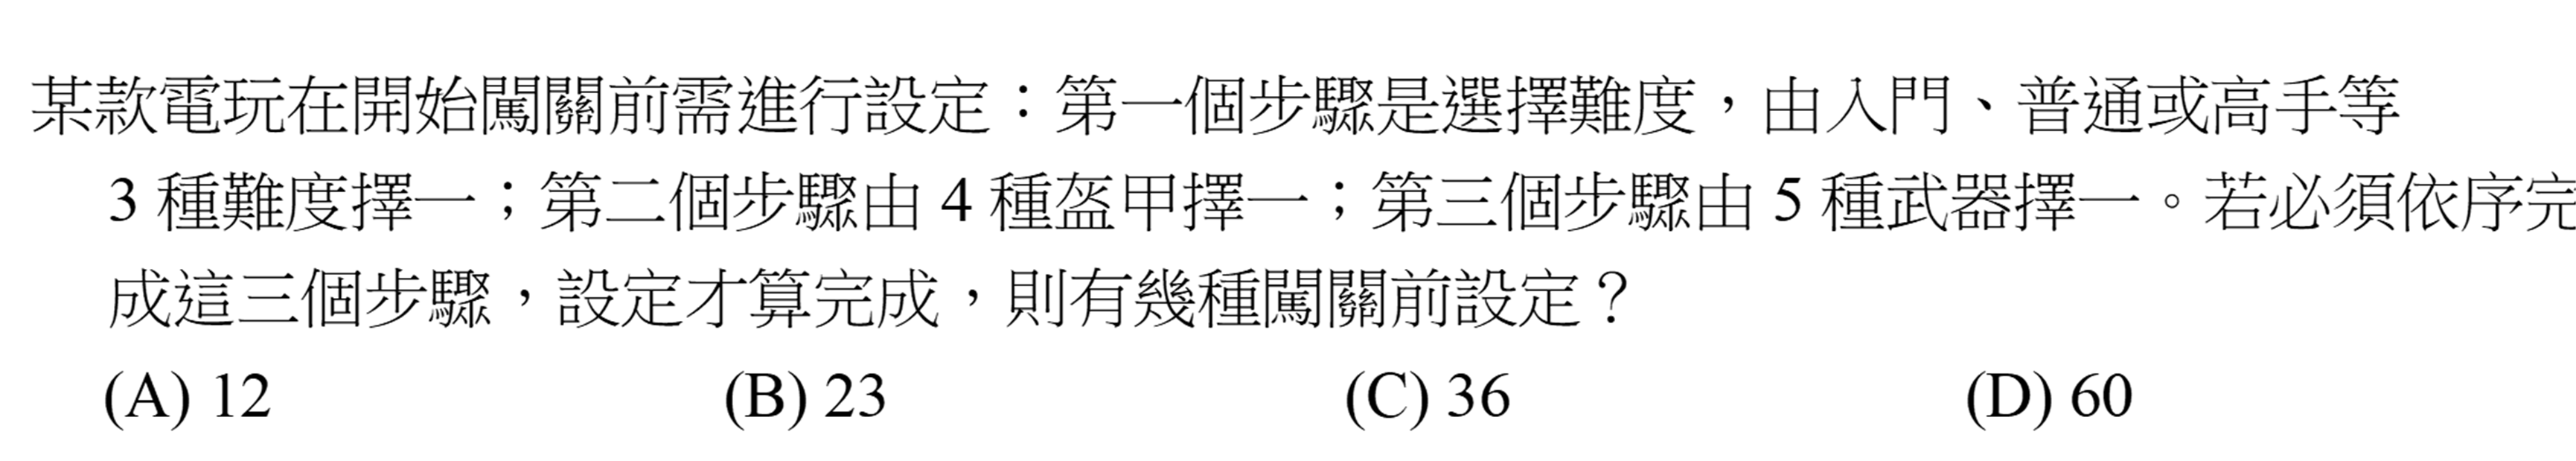 某款電玩在開始闖關前需進行設定：第一個步驟是選擇難度，由入門、普通或高手等
3 種難度擇一；第二個步驟由 4 種盔甲擇一；第三個步驟由 5 種武器擇一。若必須依序完
成這三個步驟，設定才算完成，則有幾種闖關前設定？
(A) 12 (B) 23 (C) 36 (D) 60